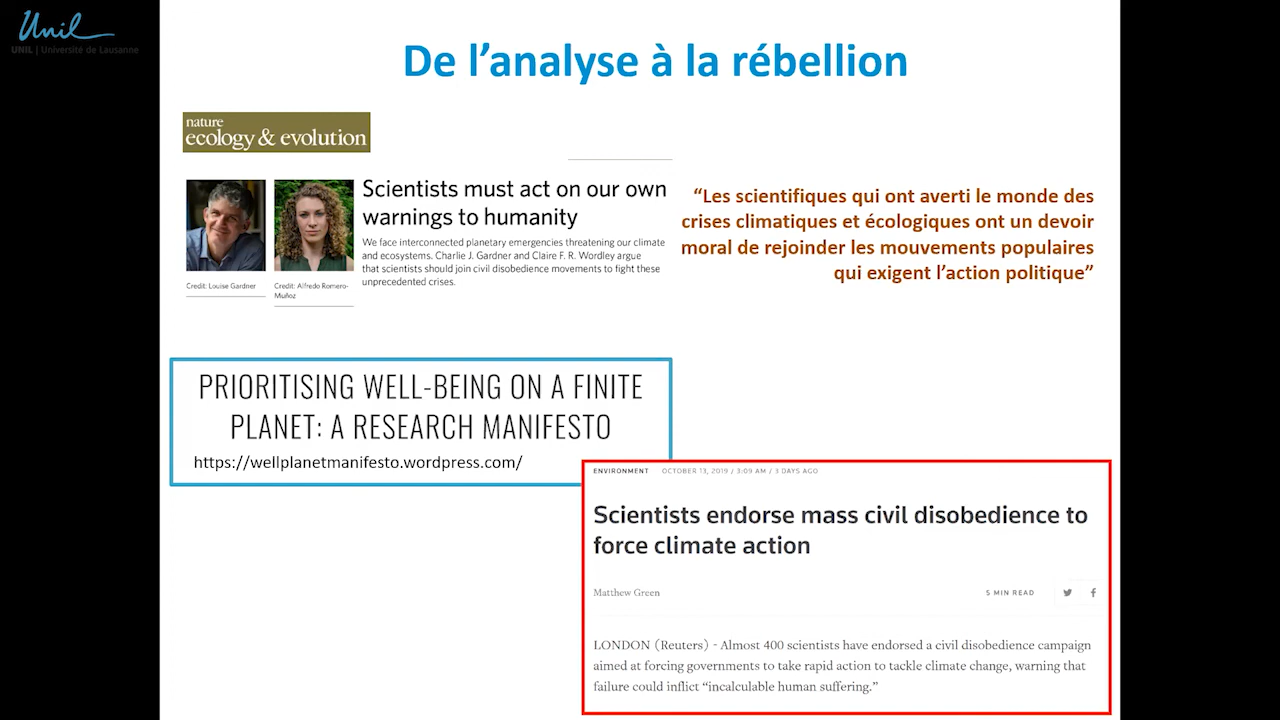 Unil
UNIL | Université de Lausanne
De l’analyse à la rébellion
nature
ecology & evolution
Scientists must act on our own
warnings to humanity
We face interconnected planetary emergencies threatening our climate
and ecosystems. Charlie J. Gardner and Claire F. R. Wordley argue
that scientists should join civil disobedience movements to fight these
unprecedented crises.
Credit: Louise Gardner
Credit: Alfredo Romero-
Muñoz
“Les scientifiques qui ont averti le monde des
crises climatiques et écologiques ont un devoir
moral de rejoinder les mouvements populaires
qui exigent l’action politique”
PRIORITISING WELL-BEING ON A FINITE
PLANET: A RESEARCH MANIFESTO
https://wellplanetmanifesto.wordpress.com/
ENVIRONMENT OCTOBER 13, 2019 / 3:09 AM / 3 DAYS AGO
Scientists endorse mass civil disobedience to
force climate action
Matthew Green
5 MIN READ
LONDON (Reuters) - Almost 400 scientists have endorsed a civil disobedience campaign
aimed at forcing governments to take rapid action to tackle climate change, warning that
failure could inflict “incalculable human suffering.”